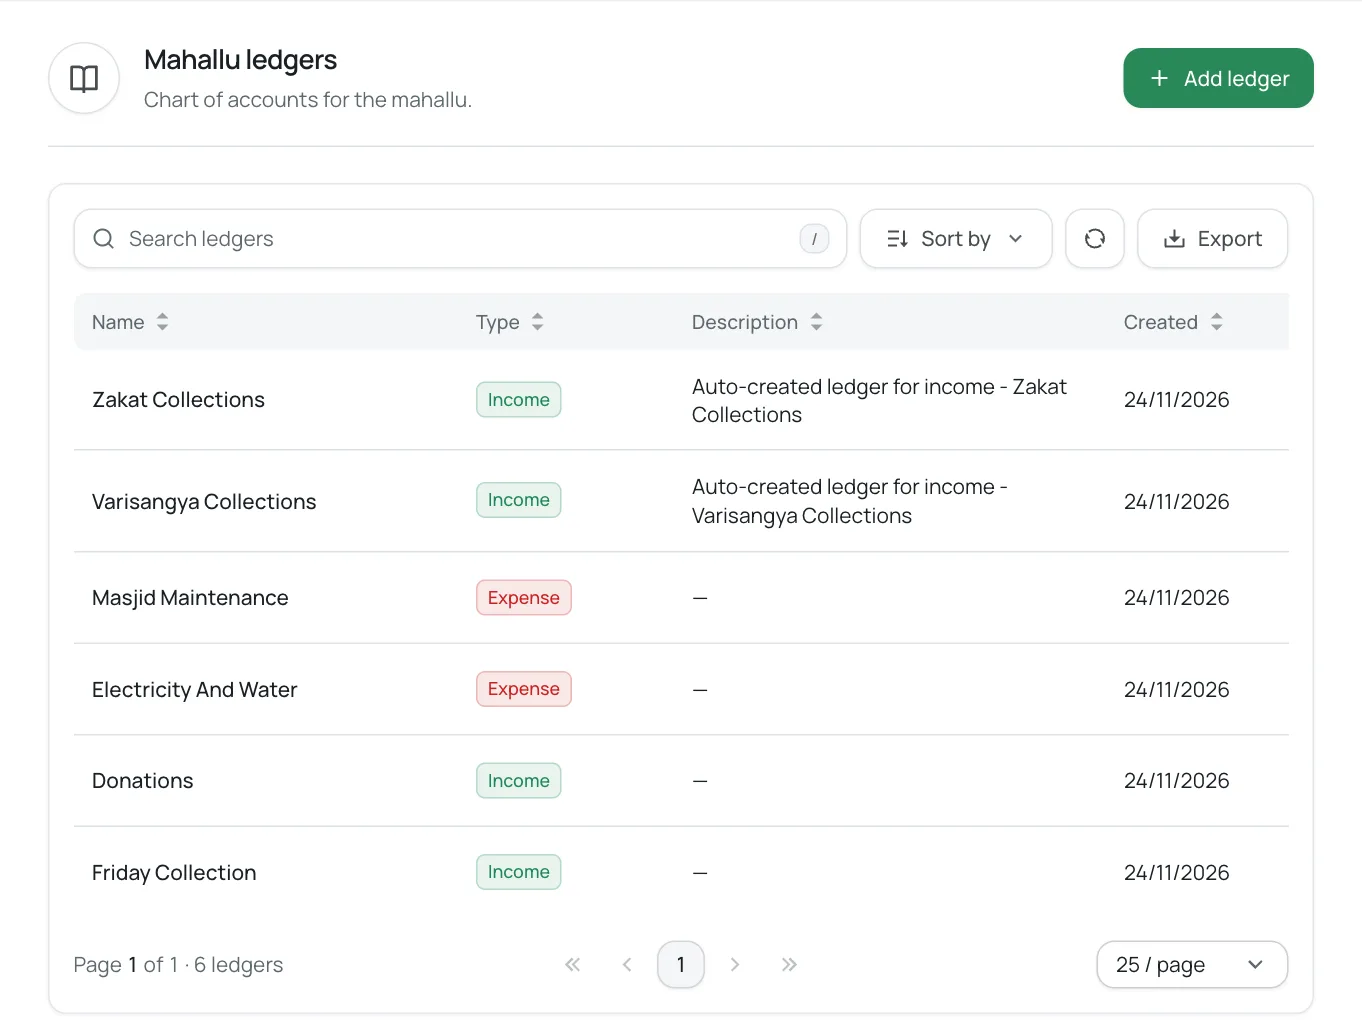 Mahallu ledgers
Chart of accounts for the mahallu.
+ Add ledger
Search ledgers /
Sort by
Export
Name Type Description Created
Zakat Collections Income Auto-created ledger for income - Zakat 24/11/2026
Collections
Varisangya Collections Income Auto-created ledger for income - 24/11/2026
Varisangya Collections
Masjid Maintenance Expense — 24/11/2026
Electricity And Water Expense — 24/11/2026
Donations Income — 24/11/2026
Friday Collection Income — 24/11/2026
Page 1 of 1 · 6 ledgers « ‹ 1 › » 25 / page